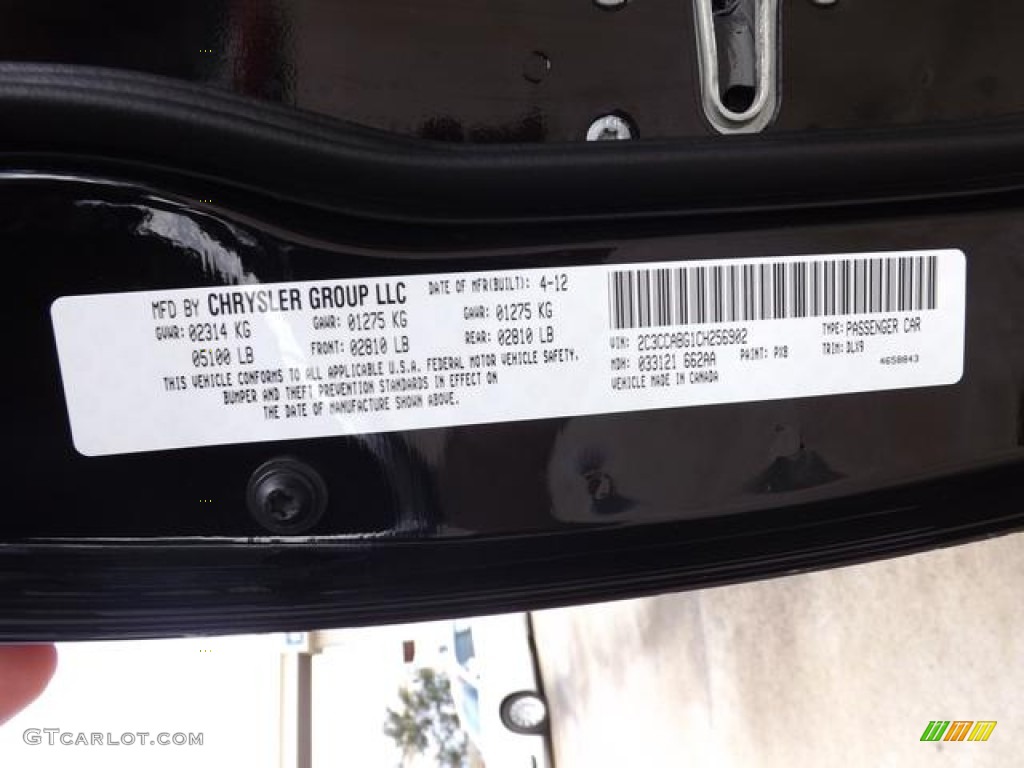 MFD BY CHRYSLER GROUP LLC DATE OF MFR(BUILT): 4-12
GVWR: 02314 KG GAWR: 01275 KG GAWR: 01275 KG
05100 LB FRONT: 02810 LB REAR: 02810 LB
THIS VEHICLE CONFORMS TO ALL APPLICABLE U.S.A. FEDERAL MOTOR VEHICLE SAFETY,
BUMPER AND THEFT PREVENTION STANDARDS IN EFFECT ON
THE DATE OF MANUFACTURE SHOWN ABOVE.
VIN: 2C3CCABG1CH256902 TYPE: PASSENGER CAR
MDH: 033121 662AA PAINT: PX8 TRIM: DLX9
VEHICLE MADE IN CANADA 4658843
GTCARLOT.COM